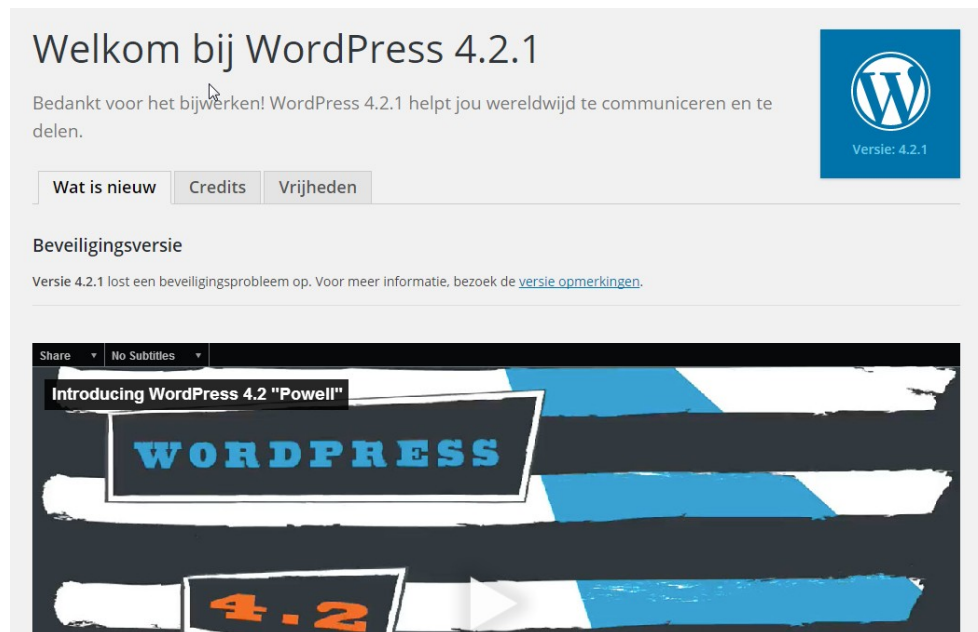 Welkom bij WordPress 4.2.1
Bedankt voor het bijwerken! WordPress 4.2.1 helpt jou wereldwijd te communiceren en te
delen.
Versie: 4.2.1
Wat is nieuw
Credits
Vrijheden
Beveiligingsversie
Versie 4.2.1 lost een beveiligingsprobleem op. Voor meer informatie, bezoek de versie opmerkingen.
Share
No Subtitles
Introducing WordPress 4.2 "Powell"
WORDPRESS
4.2